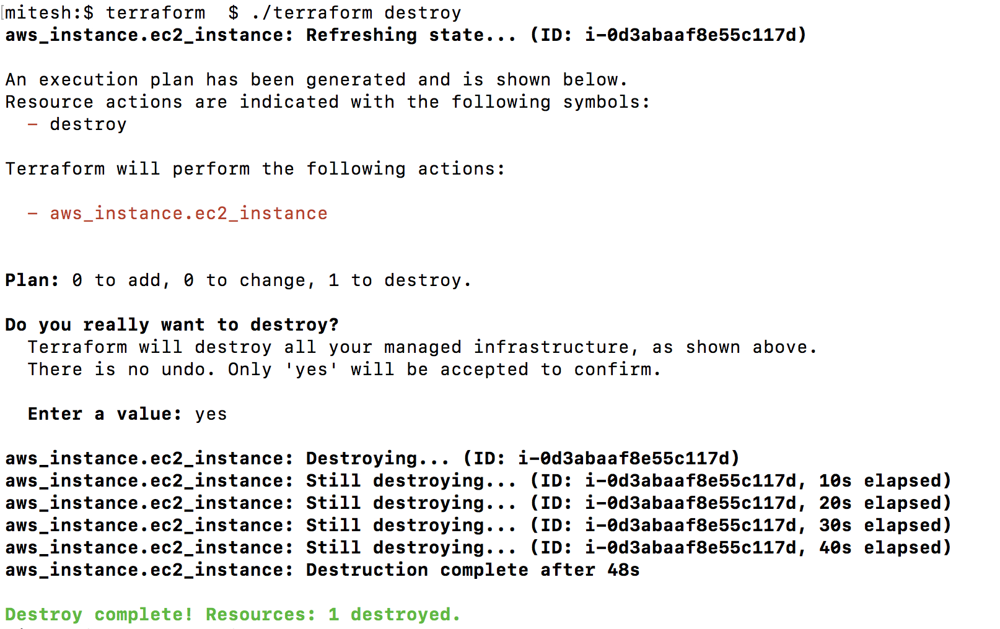 mitesh:$ terraform  $ ./terraform destroy
aws_instance.ec2_instance: Refreshing state... (ID: i-0d3abaaf8e55c117d)
An execution plan has been generated and is shown below.
Resource actions are indicated with the following symbols:
  - destroy
Terraform will perform the following actions:
  - aws_instance.ec2_instance
Plan: 0 to add, 0 to change, 1 to destroy.
Do you really want to destroy?
  Terraform will destroy all your managed infrastructure, as shown above.
  There is no undo. Only 'yes' will be accepted to confirm.
  Enter a value: yes
aws_instance.ec2_instance: Destroying... (ID: i-0d3abaaf8e55c117d)
aws_instance.ec2_instance: Still destroying... (ID: i-0d3abaaf8e55c117d, 10s elapsed)
aws_instance.ec2_instance: Still destroying... (ID: i-0d3abaaf8e55c117d, 20s elapsed)
aws_instance.ec2_instance: Still destroying... (ID: i-0d3abaaf8e55c117d, 30s elapsed)
aws_instance.ec2_instance: Still destroying... (ID: i-0d3abaaf8e55c117d, 40s elapsed)
aws_instance.ec2_instance: Destruction complete after 48s
Destroy complete! Resources: 1 destroyed.